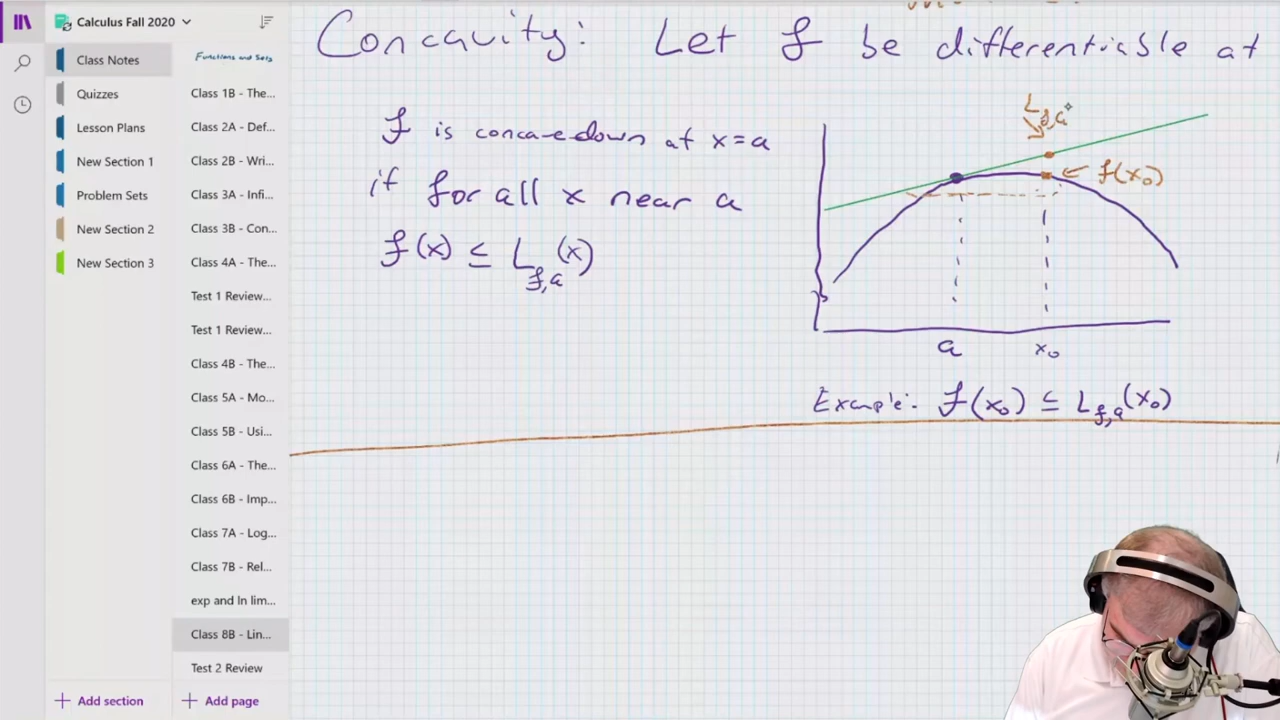 Calculus Fall 2020
Class Notes
Quizzes
Lesson Plans
New Section 1
Problem Sets
New Section 2
New Section 3
Add section
Functions and Sets
Class 1B - The...
Class 2A - Def...
Class 2B - Wri...
Class 3A - Infi...
Class 3B - Con...
Class 4A - The...
Test 1 Review...
Test 1 Review...
Class 4B - The...
Class 5A - Mo...
Class 5B - Usi...
Class 6A - The...
Class 6B - Imp...
Class 7A - Log...
Class 7B - Rel...
exp and ln lim...
Class 8B - Lin...
Test 2 Review
Add page
Concavity: Let f be differentiable at
f is concave down at x=a
if for all x near a
f(x) ≤ L_{f,a}(x)
L_{f,a}
f(x₀)
a x₀
Example: f(x₀) ≤ L_{f,a}(x₀)